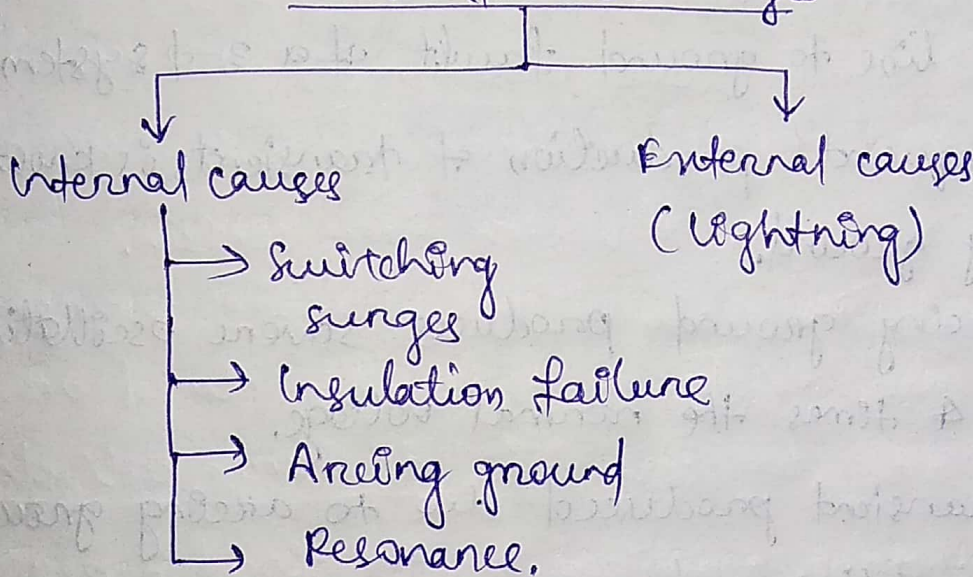 Internal causes
External causes
(Lightning)
Switching
surges
Insulation failure
Arcing ground
Resonance.